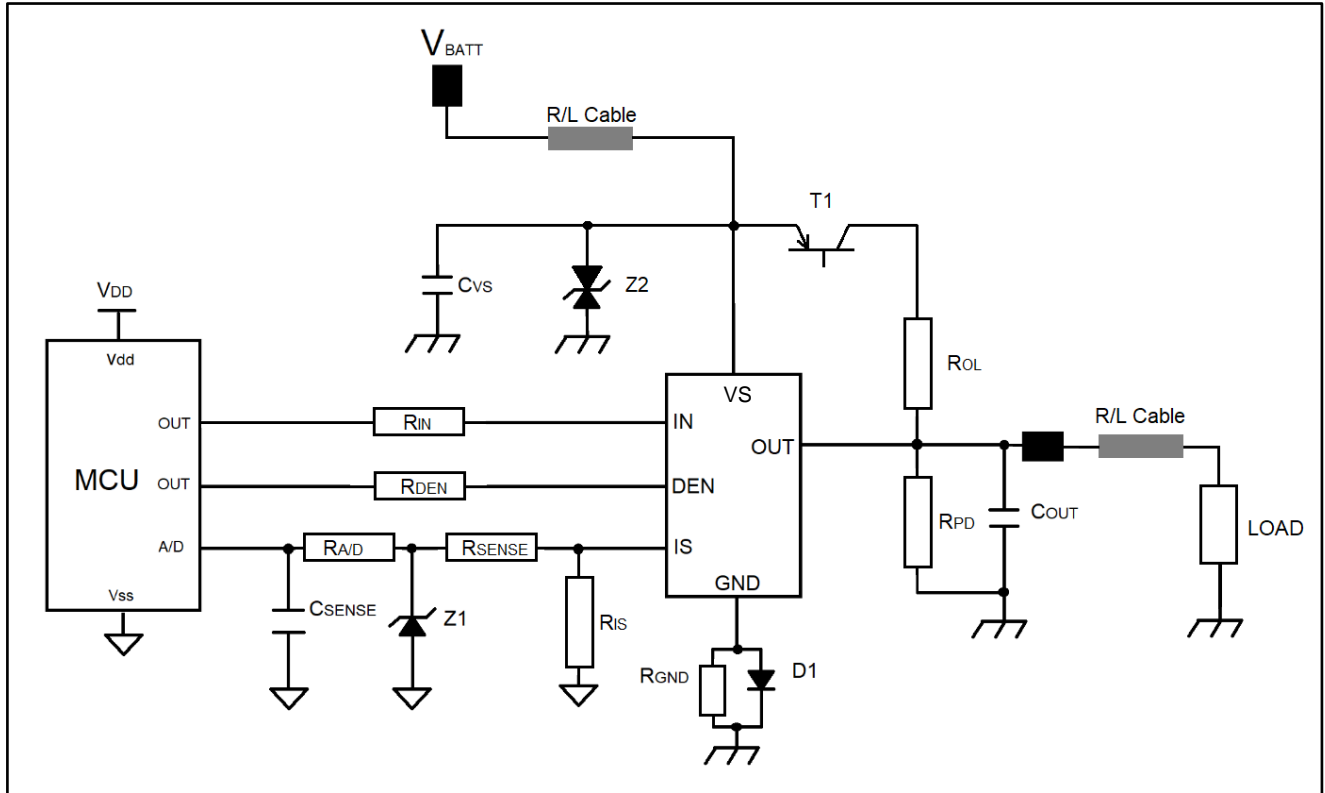 VBATT
R/L Cable
T1
CVS
Z2
VDD
Vdd
ROL
VS
OUT
RIN
IN
R/L Cable
OUT
MCU
OUT
RDEN
DEN
RPD
COUT
LOAD
A/D
RA/D
RSENSE
IS
GND
Vss
CSENSE
Z1
RIS
RGND
D1